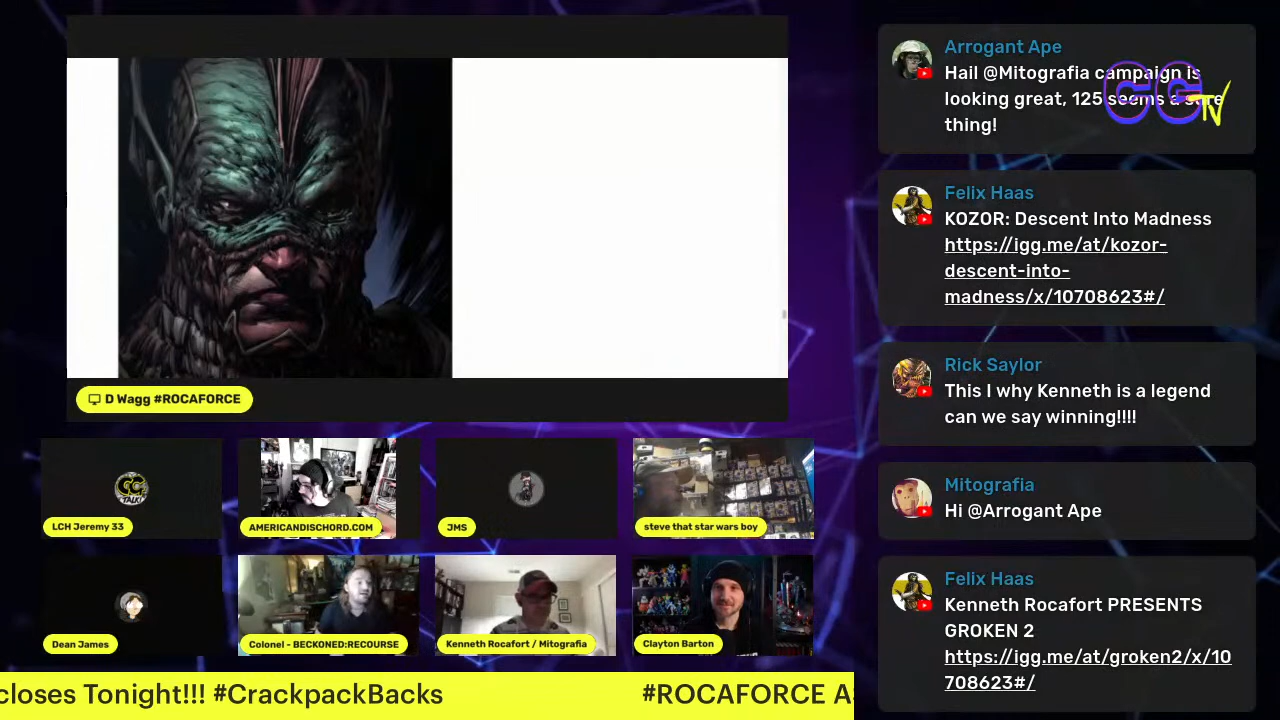 D Wagg #ROCAFORCE
LCH Jeremy 33
AMERICANDISCHORD.COM
JMS
steve that star wars boy
Dean James
Colonel - BECKONED:RECOURSE
Kenneth Rocafort / Mitografia
Clayton Barton
closes Tonight!!! #CrackpackBacks
#ROCAFORCE A
Arrogant Ape
Hail @Mitografia campaign is
looking great, 125 seems a sure
thing!
CG TV
Felix Haas
KOZOR: Descent Into Madness
https://igg.me/at/kozor-
descent-into-
madness/x/10708623#/
Rick Saylor
This I why Kenneth is a legend
can we say winning!!!!
Mitografia
Hi @Arrogant Ape
Felix Haas
Kenneth Rocafort PRESENTS
GROKEN 2
https://igg.me/at/groken2/x/10
708623#/